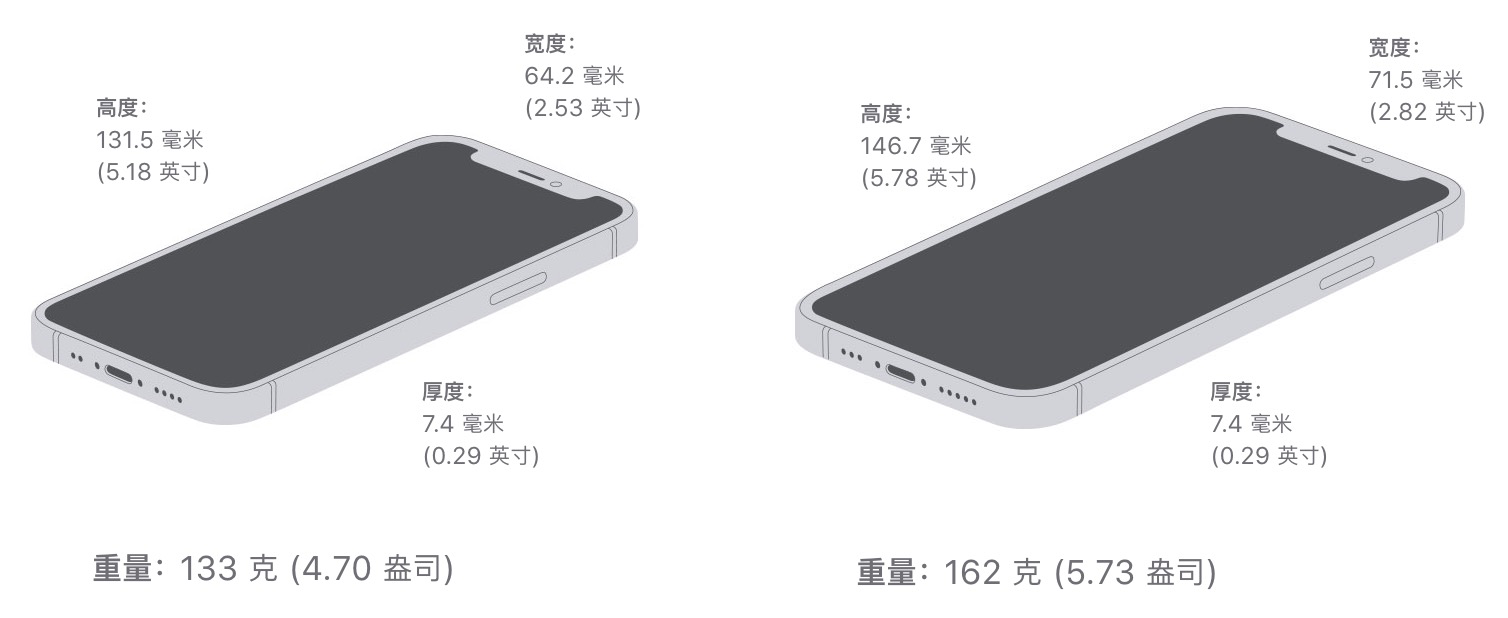 宽度：
64.2 毫米
(2.53 英寸)
高度：
131.5 毫米
(5.18 英寸)
厚度：
7.4 毫米
(0.29 英寸)
重量：133 克 (4.70 盎司)
宽度：
71.5 毫米
(2.82 英寸)
高度：
146.7 毫米
(5.78 英寸)
厚度：
7.4 毫米
(0.29 英寸)
重量：162 克 (5.73 盎司)